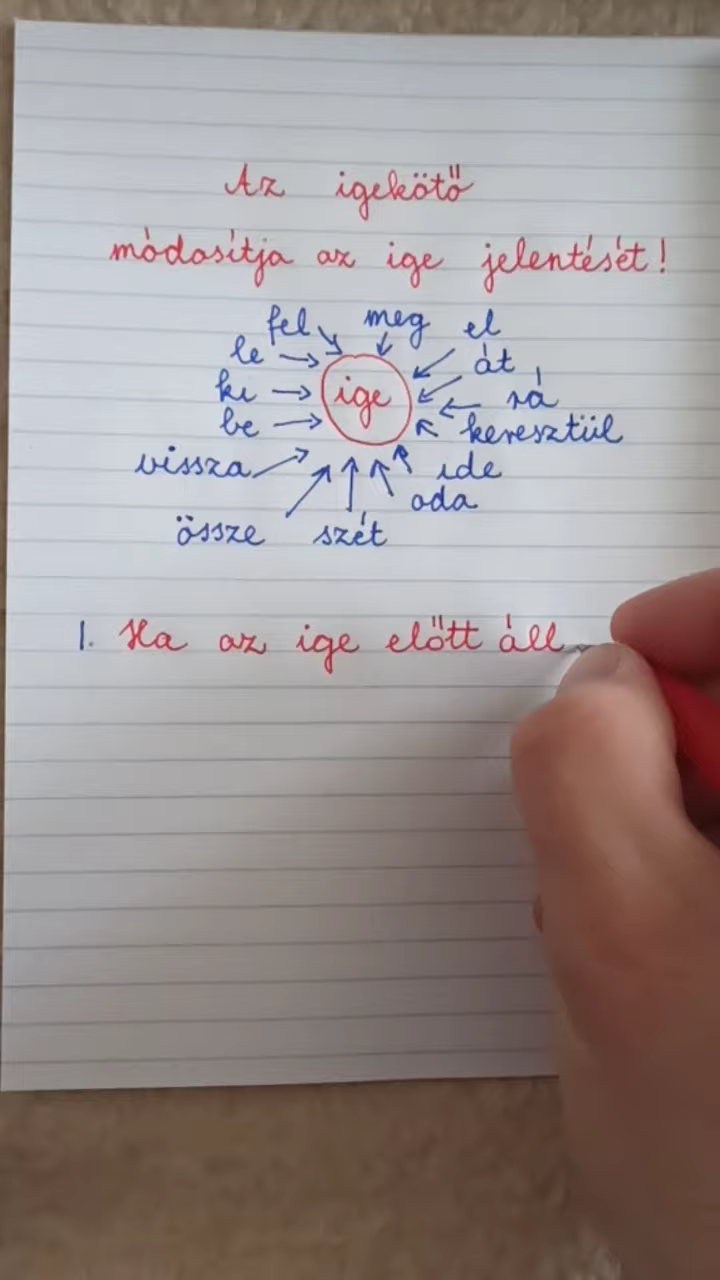 Az igekötő
módosítja az ige jelentését!
fel meg el
le át
ki ige rá
be keresztül
vissza ide
oda
össze szét
1. Ha az ige előtt áll